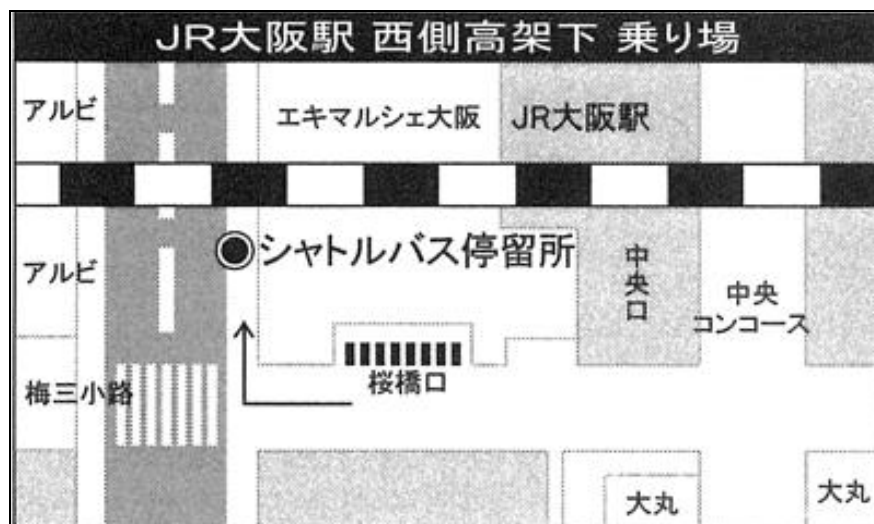 JR大阪駅 西側高架下 乗り場
アルビ
エキマルシェ大阪
JR大阪駅
アルビ
シャトルバス停留所
中央口
中央
コンコース
梅三小路
桜橋口
大丸
大丸